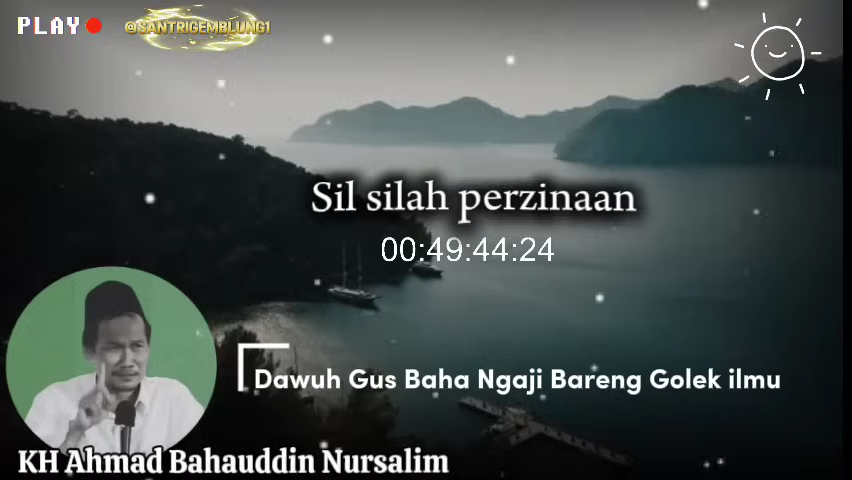 PLAY
@SANTRIGEMBLUNG1
Sil silah perzinaan
00:49:44:24
Dawuh Gus Baha Ngaji Bareng Golek ilmu
KH Ahmad Bahauddin Nursalim